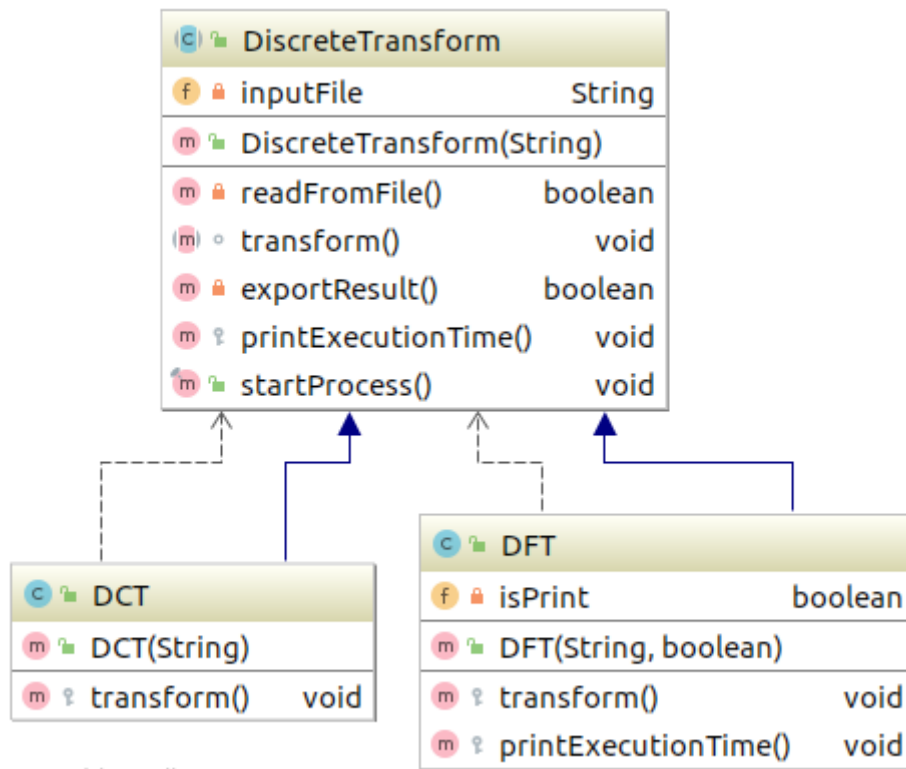 DiscreteTransform
inputFile String
DiscreteTransform(String)
readFromFile() boolean
transform() void
exportResult() boolean
printExecutionTime() void
startProcess() void
DCT
DCT(String)
transform() void
DFT
isPrint boolean
DFT(String, boolean)
transform() void
printExecutionTime() void